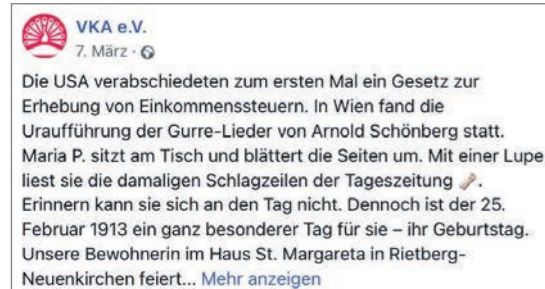 VKA e.V.
7. März ·
Die USA verabschiedeten zum ersten Mal ein Gesetz zur
Erhebung von Einkommenssteuern. In Wien fand die
Uraufführung der Gurre-Lieder von Arnold Schönberg statt.
Maria P. sitzt am Tisch und blättert die Seiten um. Mit einer Lupe
liest sie die damaligen Schlagzeilen der Tageszeitung 🗞️.
Erinnern kann sie sich an den Tag nicht. Dennoch ist der 25.
Februar 1913 ein ganz besonderer Tag für sie – ihr Geburtstag.
Unsere Bewohnerin im Haus St. Margareta in Rietberg-
Neuenkirchen feiert... Mehr anzeigen